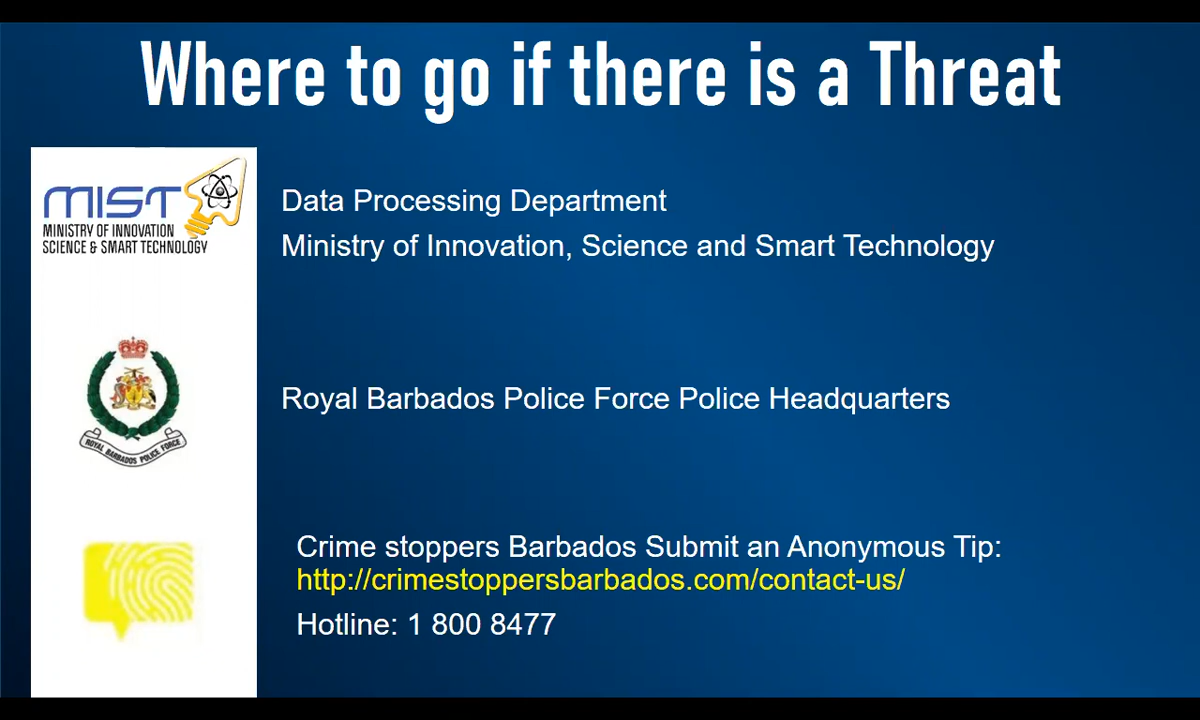 Where to go if there is a Threat
MIST
MINISTRY OF INNOVATION
SCIENCE & SMART TECHNOLOGY
Data Processing Department
Ministry of Innovation, Science and Smart Technology
ROYAL BARBADOS POLICE FORCE
Royal Barbados Police Force Police Headquarters
Crime stoppers Barbados Submit an Anonymous Tip:
http://crimestoppersbarbados.com/contact-us/
Hotline: 1 800 8477